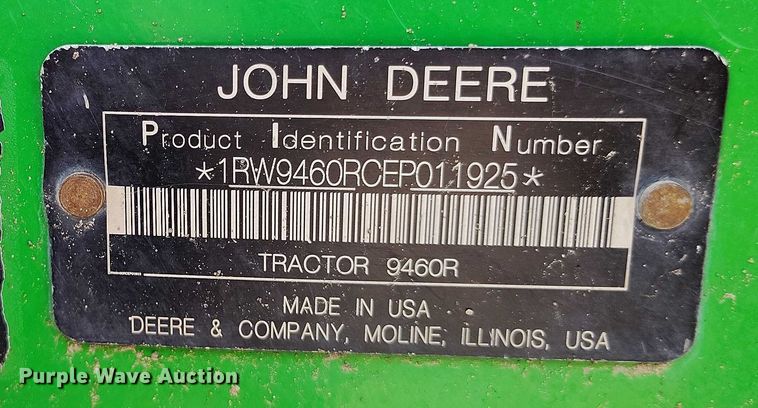 JOHN DEERE
Product Identification Number
*1RW9460RCEP011925*
TRACTOR 9460R
MADE IN USA
DEERE & COMPANY, MOLINE, ILLINOIS, USA
Purple Wave Auction